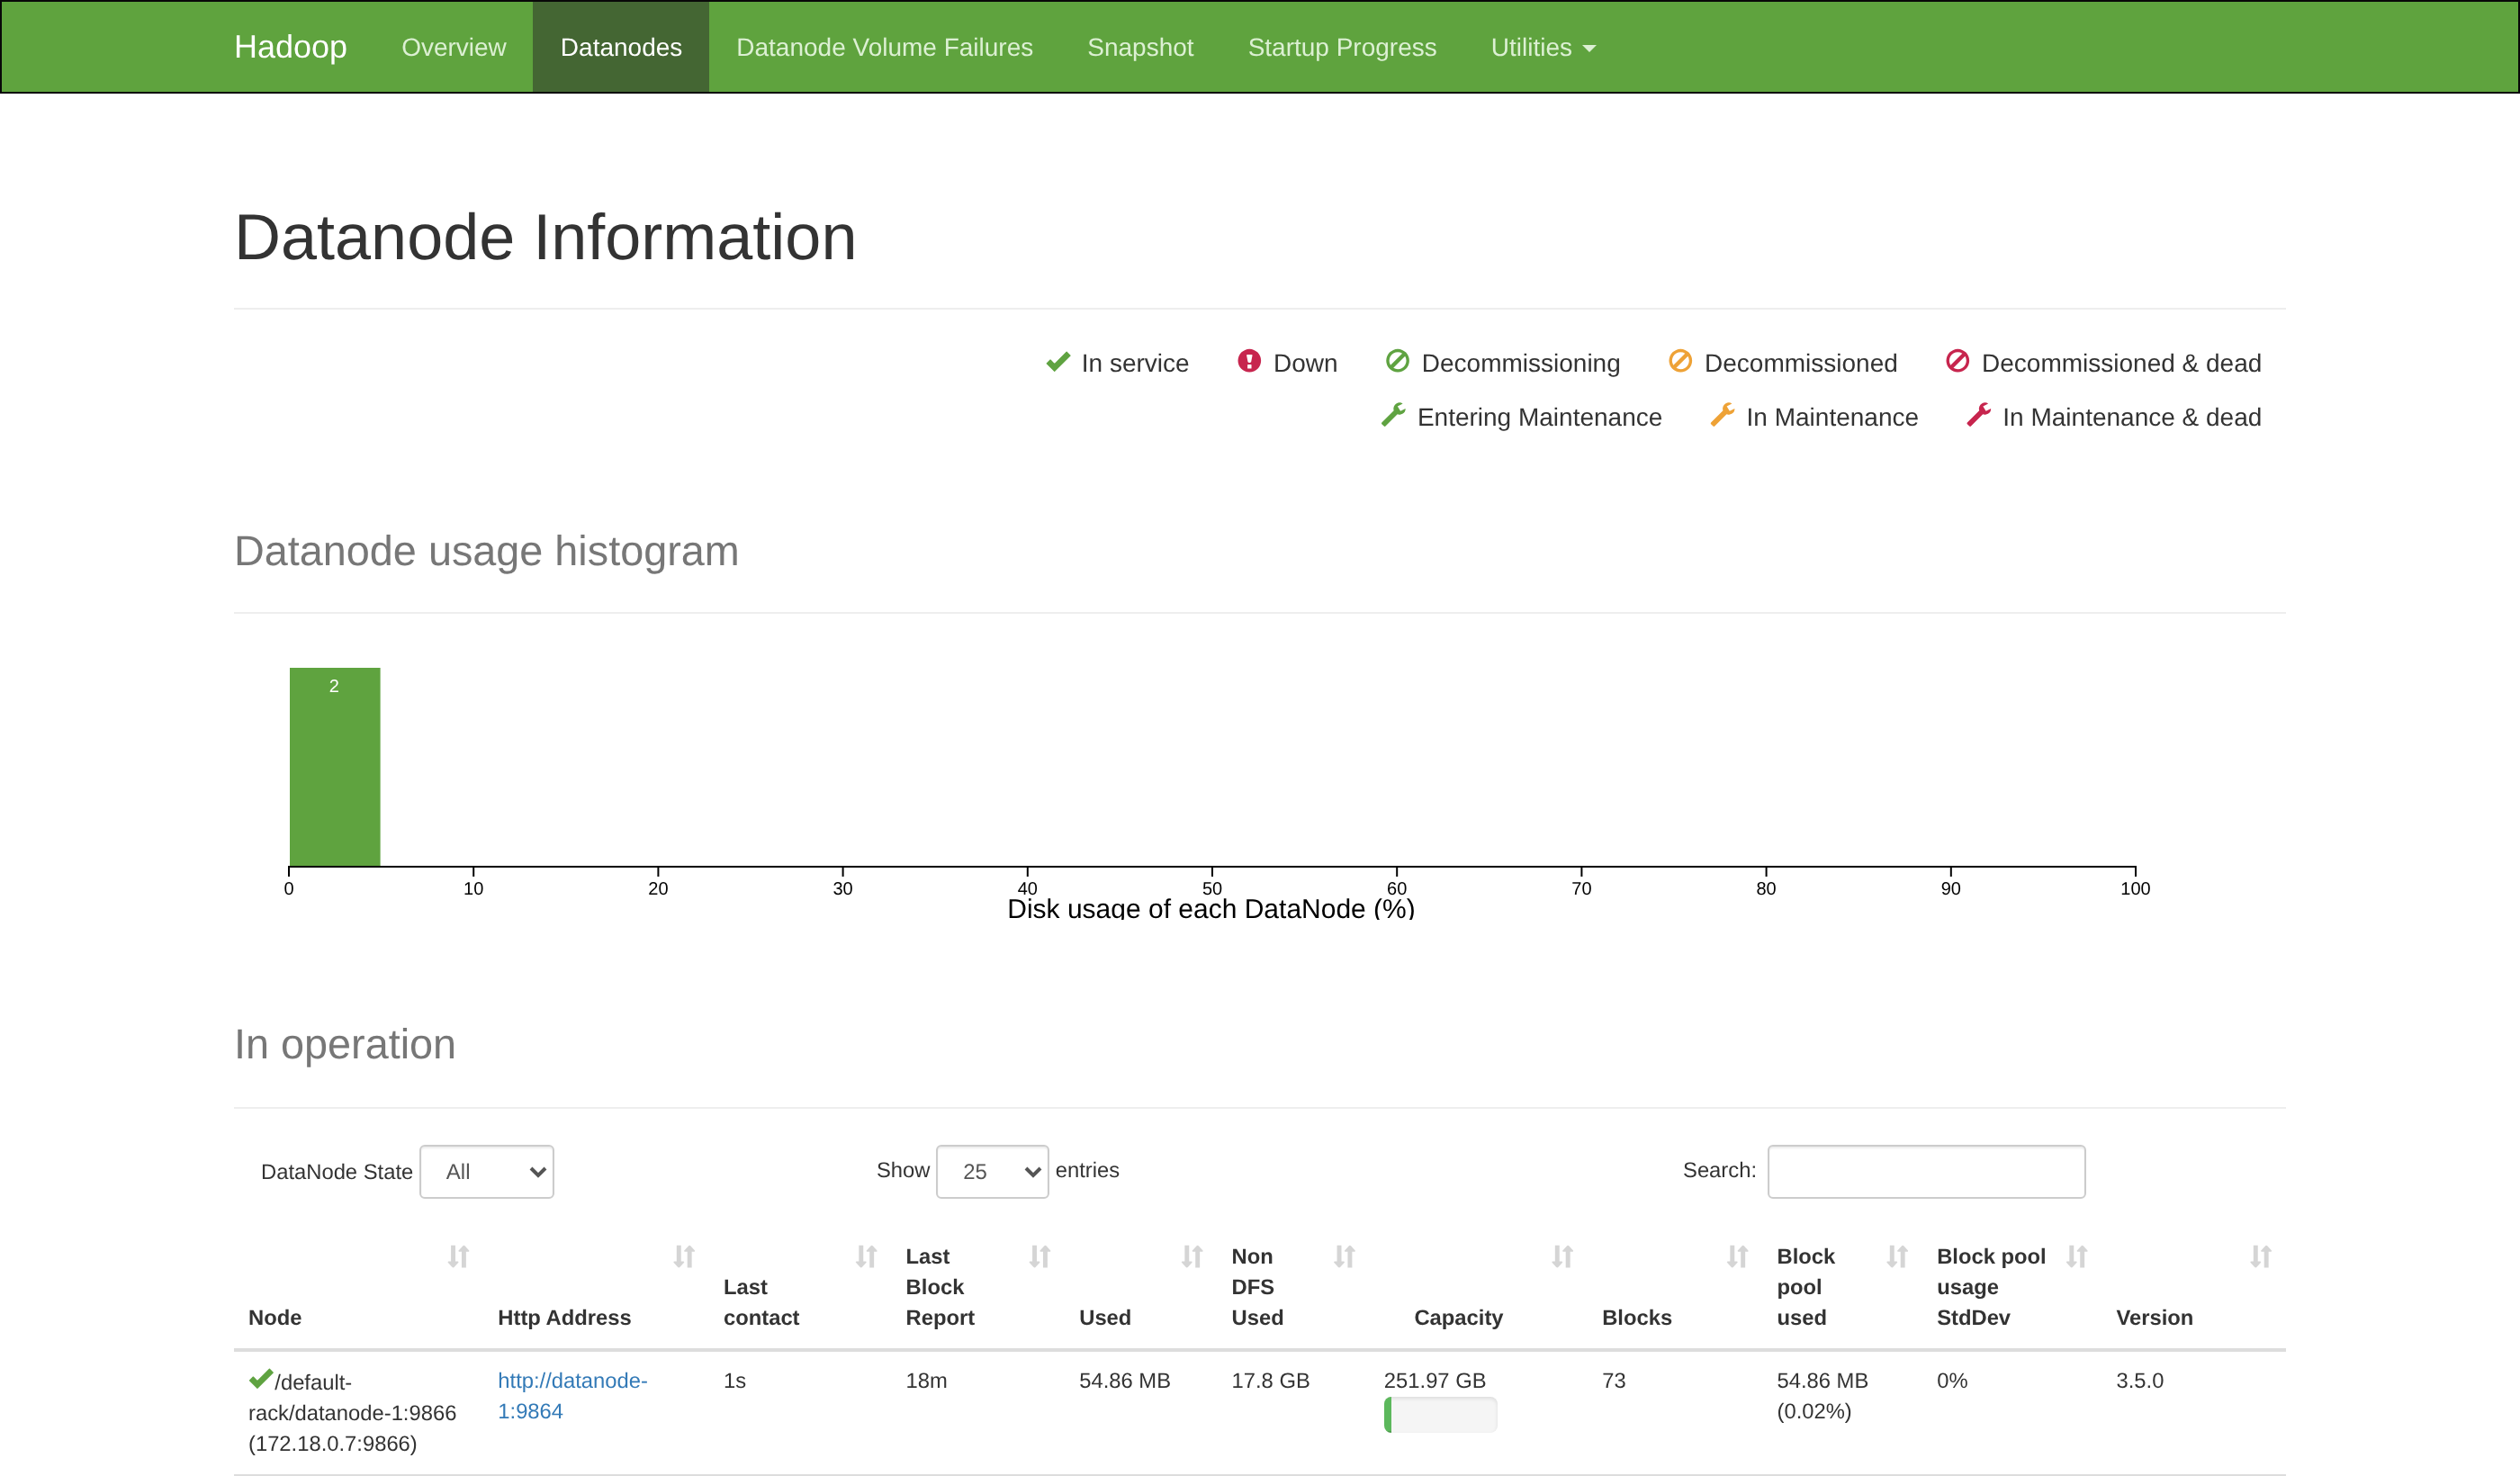 Hadoop Overview Datanodes Datanode Volume Failures Snapshot Startup Progress Utilities
Datanode Information
In service Down Decommissioning Decommissioned Decommissioned & dead
Entering Maintenance In Maintenance In Maintenance & dead
Datanode usage histogram
2
0 10 20 30 40 50 60 70 80 90 100
Disk usage of each DataNode (%)
In operation
DataNode State All Show 25 entries Search:
Node
Http Address
Last
contact
Last
Block
Report
Used
Non
DFS
Used
Capacity
Blocks
Block
pool
used
Block pool
usage
StdDev
Version
/default-
rack/datanode-1:9866
(172.18.0.7:9866)
http://datanode-
1:9864
1s
18m
54.86 MB
17.8 GB
251.97 GB
73
54.86 MB
(0.02%)
0%
3.5.0